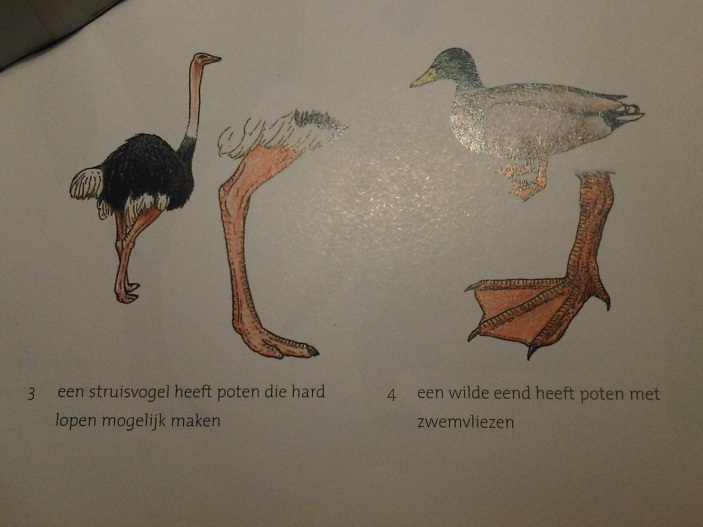 3 een struisvogel heeft poten die hard
lopen mogelijk maken
4 een wilde eend heeft poten met
zwemvliezen